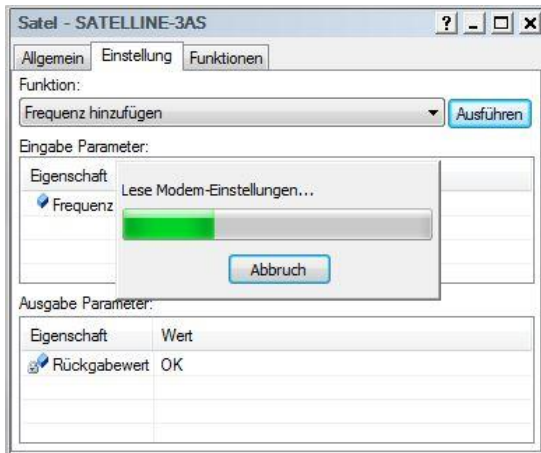 Satel - SATELLINE-3AS
Allgemein Einstellung Funktionen
Funktion:
Frequenz hinzufügen Ausführen
Eingabe Parameter:
Eigenschaft
Frequenz
Lese Modem-Einstellungen...
Abbruch
Ausgabe Parameter:
Eigenschaft Wert
Rückgabewert OK